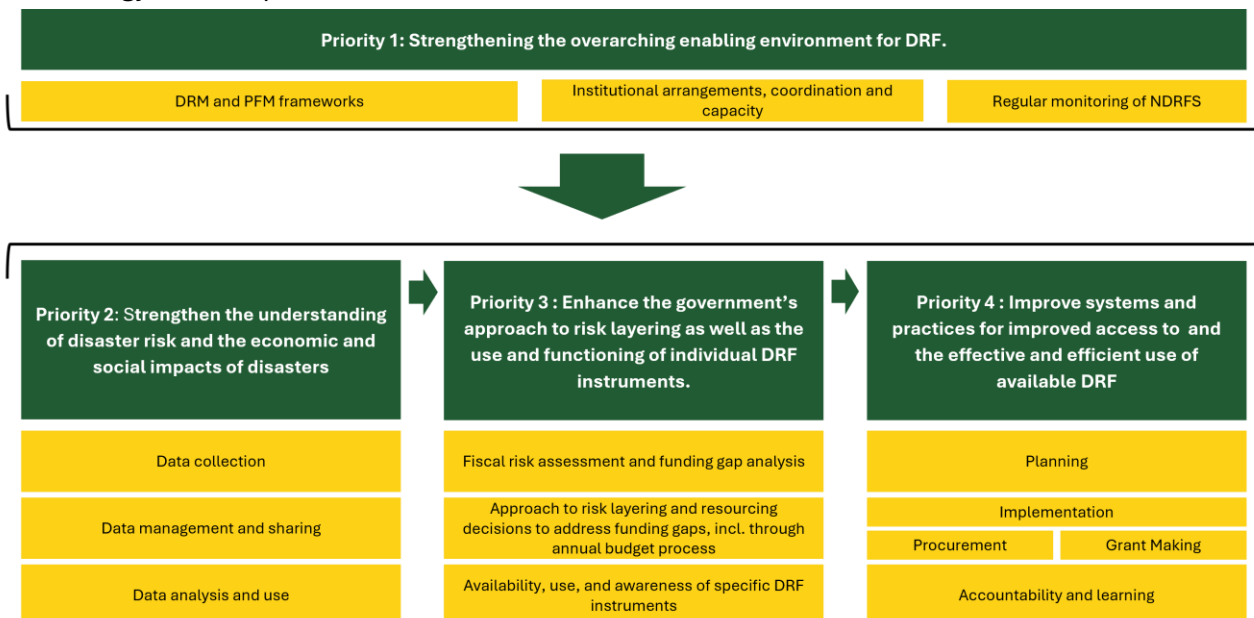 Priority 1: Strengthening the overarching enabling environment for DRF.
DRM and PFM frameworks
Institutional arrangements, coordination and
capacity
Regular monitoring of NDRFS
Priority 2: Strengthen the understanding
of disaster risk and the economic and
social impacts of disasters
Data collection
Data management and sharing
Data analysis and use
Priority 3 : Enhance the government's
approach to risk layering as well as the
use and functioning of individual DRF
instruments.
Fiscal risk assessment and funding gap analysis
Approach to risk layering and resourcing
decisions to address funding gaps, incl. through
annual budget process
Availability, use, and awareness of specific DRF
instruments
Priority 4 : Improve systems and
practices for improved access to and
the effective and efficient use of
available DRF
Planning
Implementation
Procurement
Grant Making
Accountability and learning